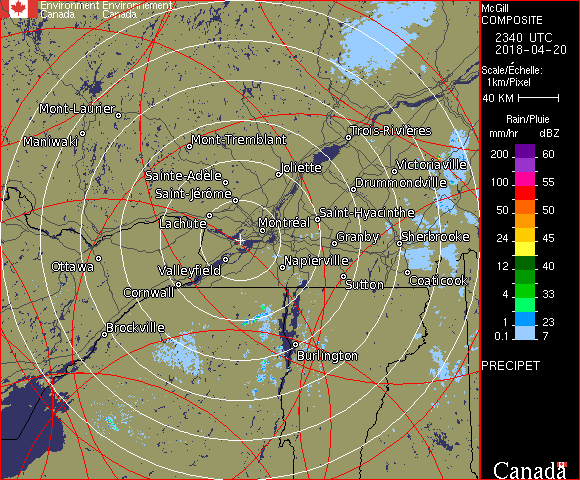 Environment Environnement
Canada Canada
McGill
COMPOSITE
2340 UTC
2018-04-20
Scale/Échelle:
1km/Pixel
40 KM
Rain/Pluie
mm/hr dBZ
200 60
100 55
50 50
24 45
12 40
4 33
1 23
0.1 7
PRECIPET
Canada
Mont-Laurier
Maniwaki
Mont-Tremblant
Trois-Rivières
Sainte-Adèle
Joliette
Victoriaville
Saint-Jérôme
Drummondville
Lachute
Montréal
Saint-Hyacinthe
Granby
Sherbrooke
Ottawa
Valleyfield
Napierville
Cornwall
Sutton
Coaticook
Brockville
Burlington